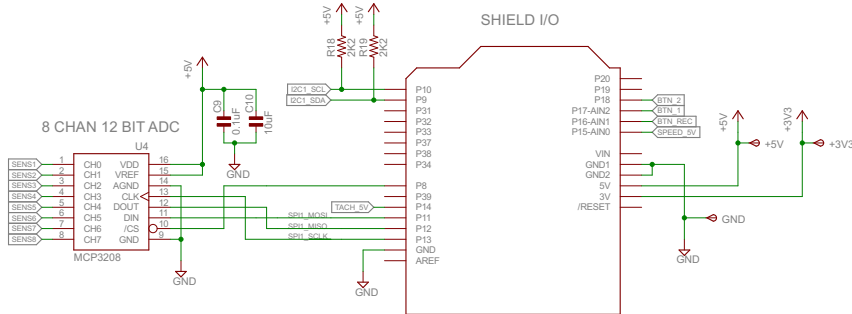 SHIELD I/O
+5V
+5V
R18
2K2
R19
2K2
+5V
I2C1_SCL
I2C1_SDA
P10
P9
P31
P32
P33
P37
P38
P34
P8
P39
P14
P11
P12
P13
GND
AREF
P20
P19
P18
P17-AIN2
P16-AIN1
P15-AIN0
VIN
GND1
GND2
5V
3V
/RESET
BTN_2
BTN_1
BTN_REC
SPEED_5V
+5V
+5V
+3V3
+3V3
GND
GND
C9
0.1uF
C10
10uF
GND
8 CHAN 12 BIT ADC
U4
SENS1 1 CH0 VDD 16
SENS2 2 CH1 VREF 15
SENS3 3 CH2 AGND 14
SENS4 4 CH3 CLK 13
SENS5 5 CH4 DOUT 12
SENS6 6 CH5 DIN 11
SENS7 7 CH6 /CS 10
SENS8 8 CH7 GND 9
MCP3208
TACH_5V
SPI1_MOSI
SPI1_MISO
SPI1_SCLK
GND
GND